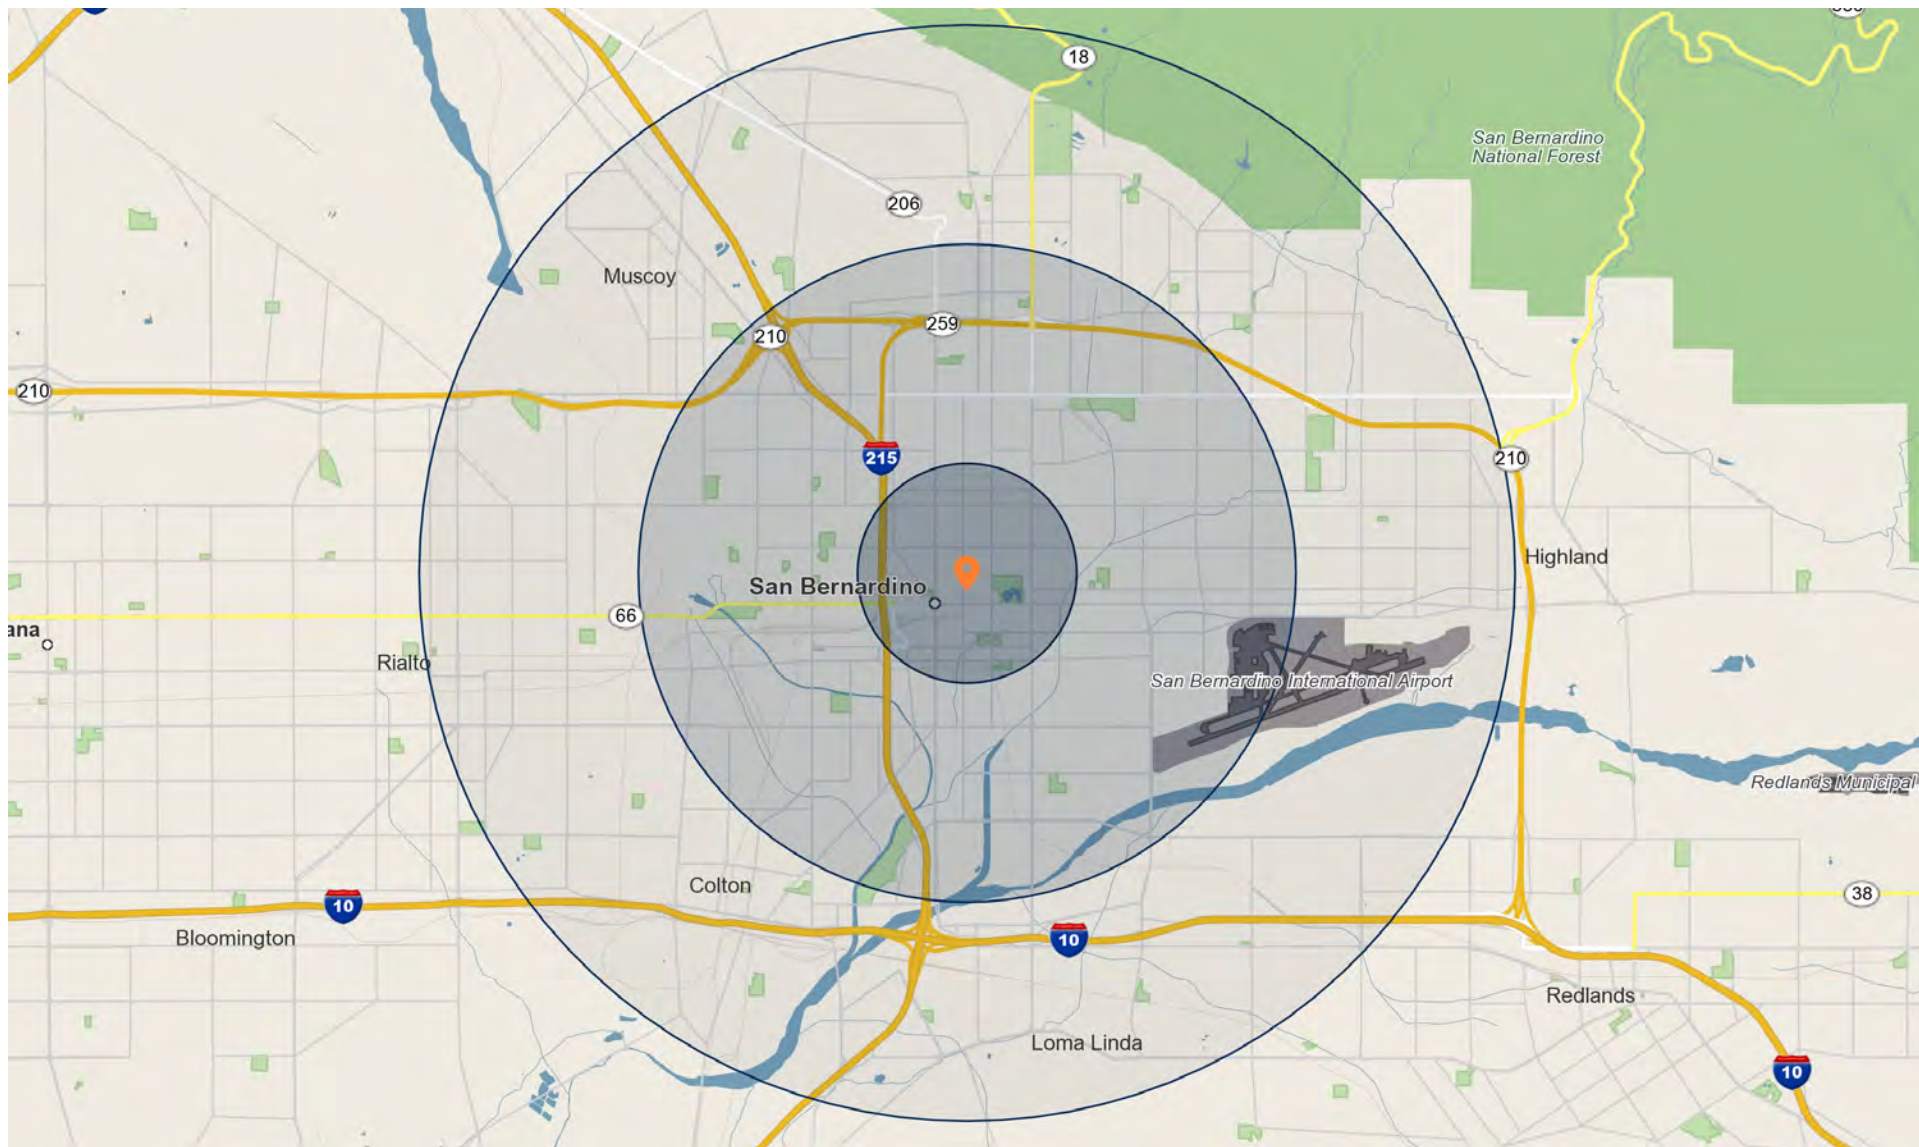 18
San Bernardino
National Forest
206
Muscoy
259
210
210
215
210
Highland
San Bernardino
66
ana
Rialto
San Bernardino International Airport
Redlands Municipal
Colton
38
10
Bloomington
10
Redlands
Loma Linda
10